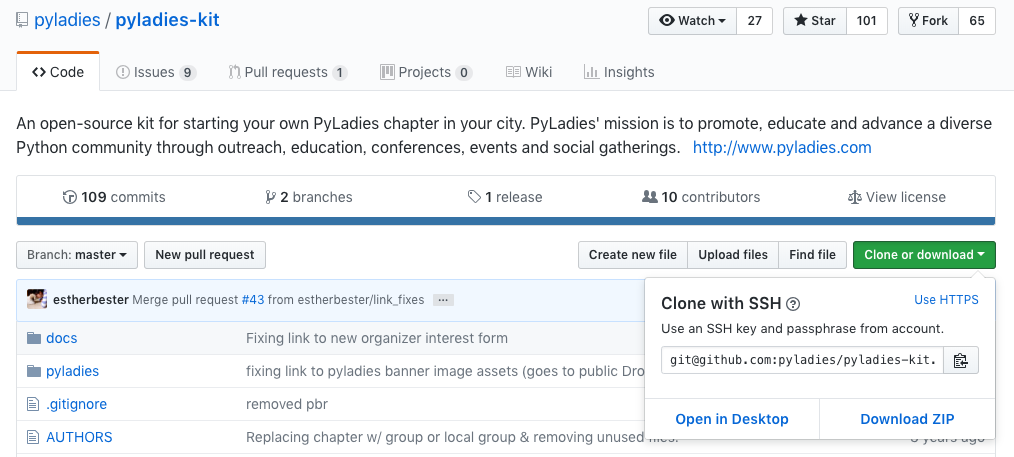 pyladies / pyladies-kit Watch 27 Star 101 Fork 65
Code Issues 9 Pull requests 1 Projects 0 Wiki Insights
An open-source kit for starting your own PyLadies chapter in your city. PyLadies' mission is to promote, educate and advance a diverse
Python community through outreach, education, conferences, events and social gatherings. http://www.pyladies.com
109 commits 2 branches 1 release 10 contributors View license
Branch: master New pull request Create new file Upload files Find file Clone or download
estherbester Merge pull request #43 from estherbester/link_fixes ...
Clone with SSH Use HTTPS
Use an SSH key and passphrase from account.
git@github.com:pyladies/pyladies-kit.
Open in Desktop Download ZIP
docs Fixing link to new organizer interest form
pyladies fixing link to pyladies banner image assets (goes to public Dro
.gitignore removed pbr
AUTHORS Replacing chapter w/ group or local group & removing unused files.